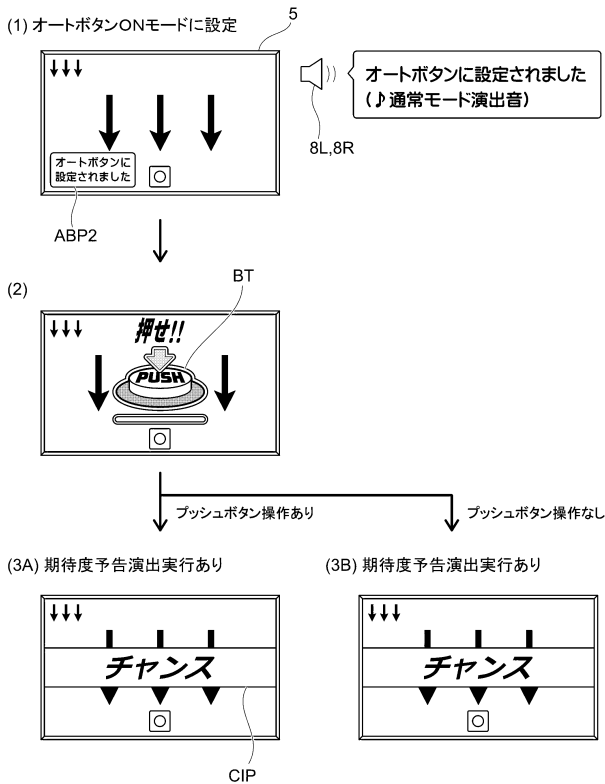 (1) オートボタンONモードに設定
5
オートボタンに設定されました
(♪通常モード演出音)
8L,8R
オートボタンに
設定されました
ABP2
(2)
BT
押せ!!
PUSH
プッシュボタン操作あり
プッシュボタン操作なし
(3A) 期待度予告演出実行あり
(3B) 期待度予告演出実行あり
チャンス
チャンス
CIP